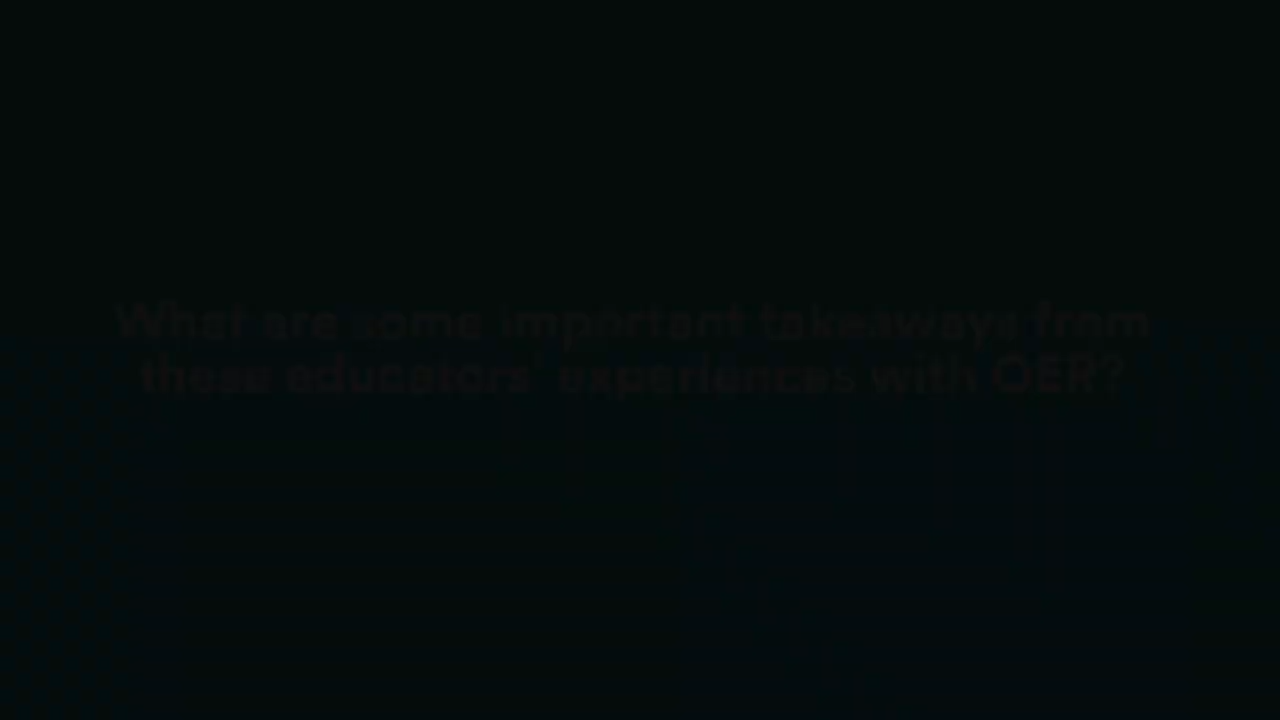 What are some important takeaways from
these educators' experiences with OER?